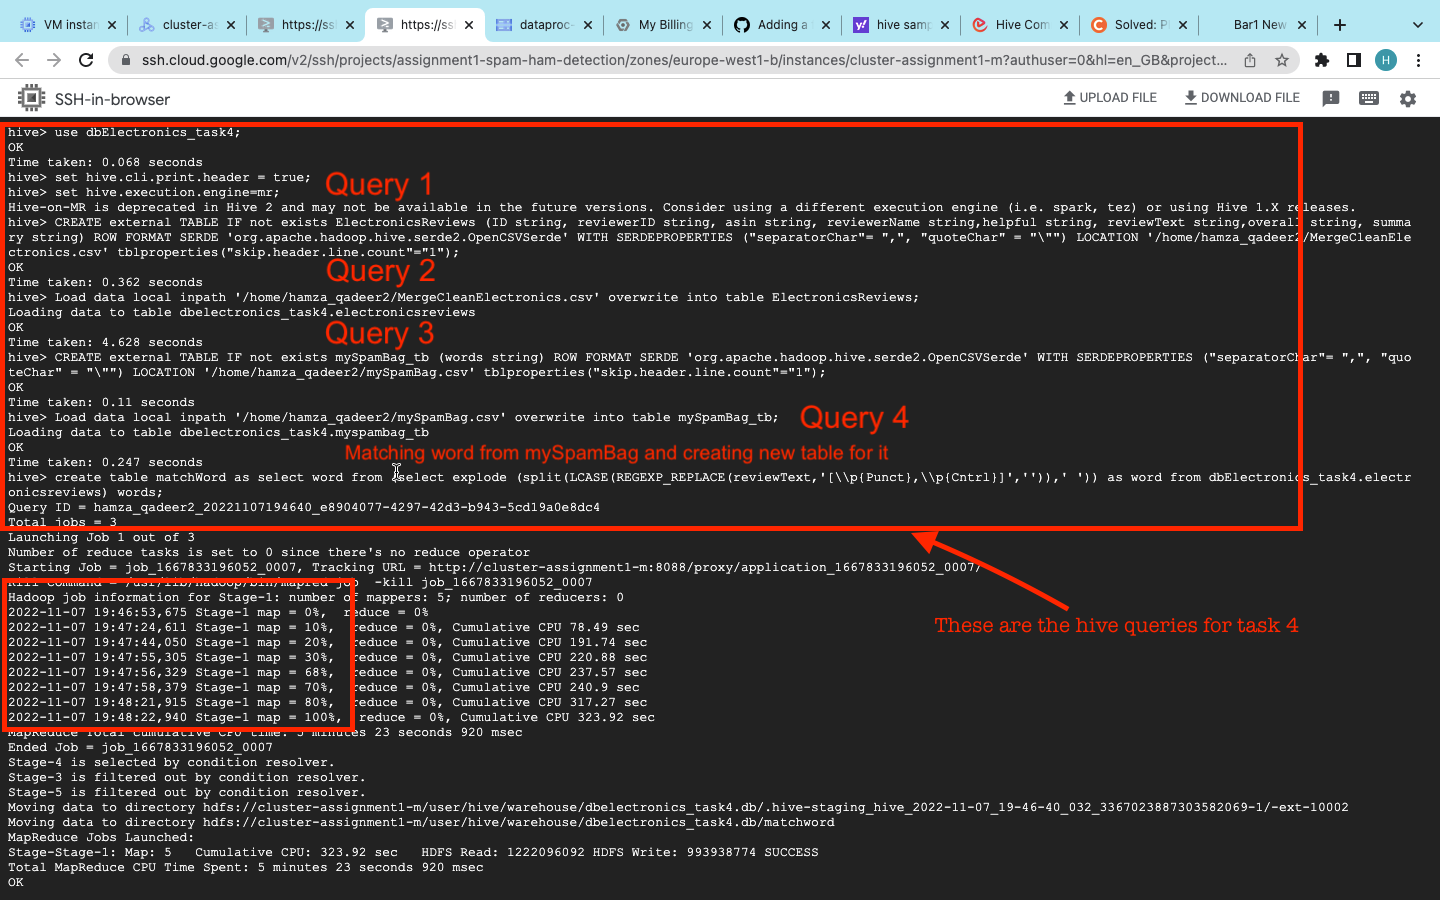 VM instan
cluster-as
https://ssh
https://ssh
dataproc-
My Billing
Adding a
hive samp
Hive Com
Solved: P
Bar1 New
ssh.cloud.google.com/v2/ssh/projects/assignment1-spam-ham-detection/zones/europe-west1-b/instances/cluster-assignment1-m?authuser=0&hl=en_GB&project...
H
SSH-in-browser
UPLOAD FILE
DOWNLOAD FILE
hive> use dbElectronics_task4;
OK
Time taken: 0.068 seconds
hive> set hive.cli.print.header = true;
Query 1
hive> set hive.execution.engine=mr;
Hive-on-MR is deprecated in Hive 2 and may not be available in the future versions. Consider using a different execution engine (i.e. spark, tez) or using Hive 1.X releases.
hive> CREATE external TABLE IF not exists ElectronicsReviews (ID string, reviewerID string, asin string, reviewerName string,helpful string, reviewText string,overall string, summa
ry string) ROW FORMAT SERDE 'org.apache.hadoop.hive.serde2.OpenCSVSerde' WITH SERDEPROPERTIES ("separatorChar"= ",", "quoteChar" = "\"") LOCATION '/home/hamza_qadeer2/MergeCleanEle
ctronics.csv' tblproperties("skip.header.line.count"="1");
OK
Query 2
Time taken: 0.362 seconds
hive> Load data local inpath '/home/hamza_qadeer2/MergeCleanElectronics.csv' overwrite into table ElectronicsReviews;
Loading data to table dbelectronics_task4.electronicsreviews
OK
Query 3
Time taken: 4.628 seconds
hive> CREATE external TABLE IF not exists mySpamBag_tb (words string) ROW FORMAT SERDE 'org.apache.hadoop.hive.serde2.OpenCSVSerde' WITH SERDEPROPERTIES ("separatorChar"= ",", "quo
teChar" = "\"") LOCATION '/home/hamza_qadeer2/mySpamBag.csv' tblproperties("skip.header.line.count"="1");
OK
Time taken: 0.11 seconds
hive> Load data local inpath '/home/hamza_qadeer2/mySpamBag.csv' overwrite into table mySpamBag_tb;
Query 4
Loading data to table dbelectronics_task4.myspambag_tb
OK
Matching word from mySpamBag and creating new table for it
Time taken: 0.247 seconds
hive> create table matchWord as select word from (select explode (split(LCASE(REGEXP_REPLACE(reviewText,'[\\p{Punct},\\p{Cntrl}]','')),' ')) as word from dbElectronics_task4.electr
onicsreviews) words;
Query ID = hamza_qadeer2_20221107194640_e8904077-4297-42d3-b943-5cd19a0e8dc4
Total jobs = 3
Launching Job 1 out of 3
Number of reduce tasks is set to 0 since there's no reduce operator
Starting Job = job_1667833196052_0007, Tracking URL = http://cluster-assignment1-m:8088/proxy/application_1667833196052_0007/
Kill Command = /usr/lib/hadoop/bin/mapred job  -kill job_1667833196052_0007
Hadoop job information for Stage-1: number of mappers: 5; number of reducers: 0
2022-11-07 19:46:53,675 Stage-1 map = 0%,  reduce = 0%
2022-11-07 19:47:24,611 Stage-1 map = 10%,  reduce = 0%, Cumulative CPU 78.49 sec
These are the hive queries for task 4
2022-11-07 19:47:44,050 Stage-1 map = 20%,  reduce = 0%, Cumulative CPU 191.74 sec
2022-11-07 19:47:55,305 Stage-1 map = 30%,  reduce = 0%, Cumulative CPU 220.88 sec
2022-11-07 19:47:56,329 Stage-1 map = 68%,  reduce = 0%, Cumulative CPU 237.57 sec
2022-11-07 19:47:58,379 Stage-1 map = 70%,  reduce = 0%, Cumulative CPU 240.9 sec
2022-11-07 19:48:21,915 Stage-1 map = 80%,  reduce = 0%, Cumulative CPU 317.27 sec
2022-11-07 19:48:22,940 Stage-1 map = 100%,  reduce = 0%, Cumulative CPU 323.92 sec
MapReduce Total cumulative CPU time: 5 minutes 23 seconds 920 msec
Ended Job = job_1667833196052_0007
Stage-4 is selected by condition resolver.
Stage-3 is filtered out by condition resolver.
Stage-5 is filtered out by condition resolver.
Moving data to directory hdfs://cluster-assignment1-m/user/hive/warehouse/dbelectronics_task4.db/.hive-staging_hive_2022-11-07_19-46-40_032_3367023887303582069-1/-ext-10002
Moving data to directory hdfs://cluster-assignment1-m/user/hive/warehouse/dbelectronics_task4.db/matchword
MapReduce Jobs Launched:
Stage-Stage-1: Map: 5   Cumulative CPU: 323.92 sec   HDFS Read: 1222096092 HDFS Write: 993938774 SUCCESS
Total MapReduce CPU Time Spent: 5 minutes 23 seconds 920 msec
OK